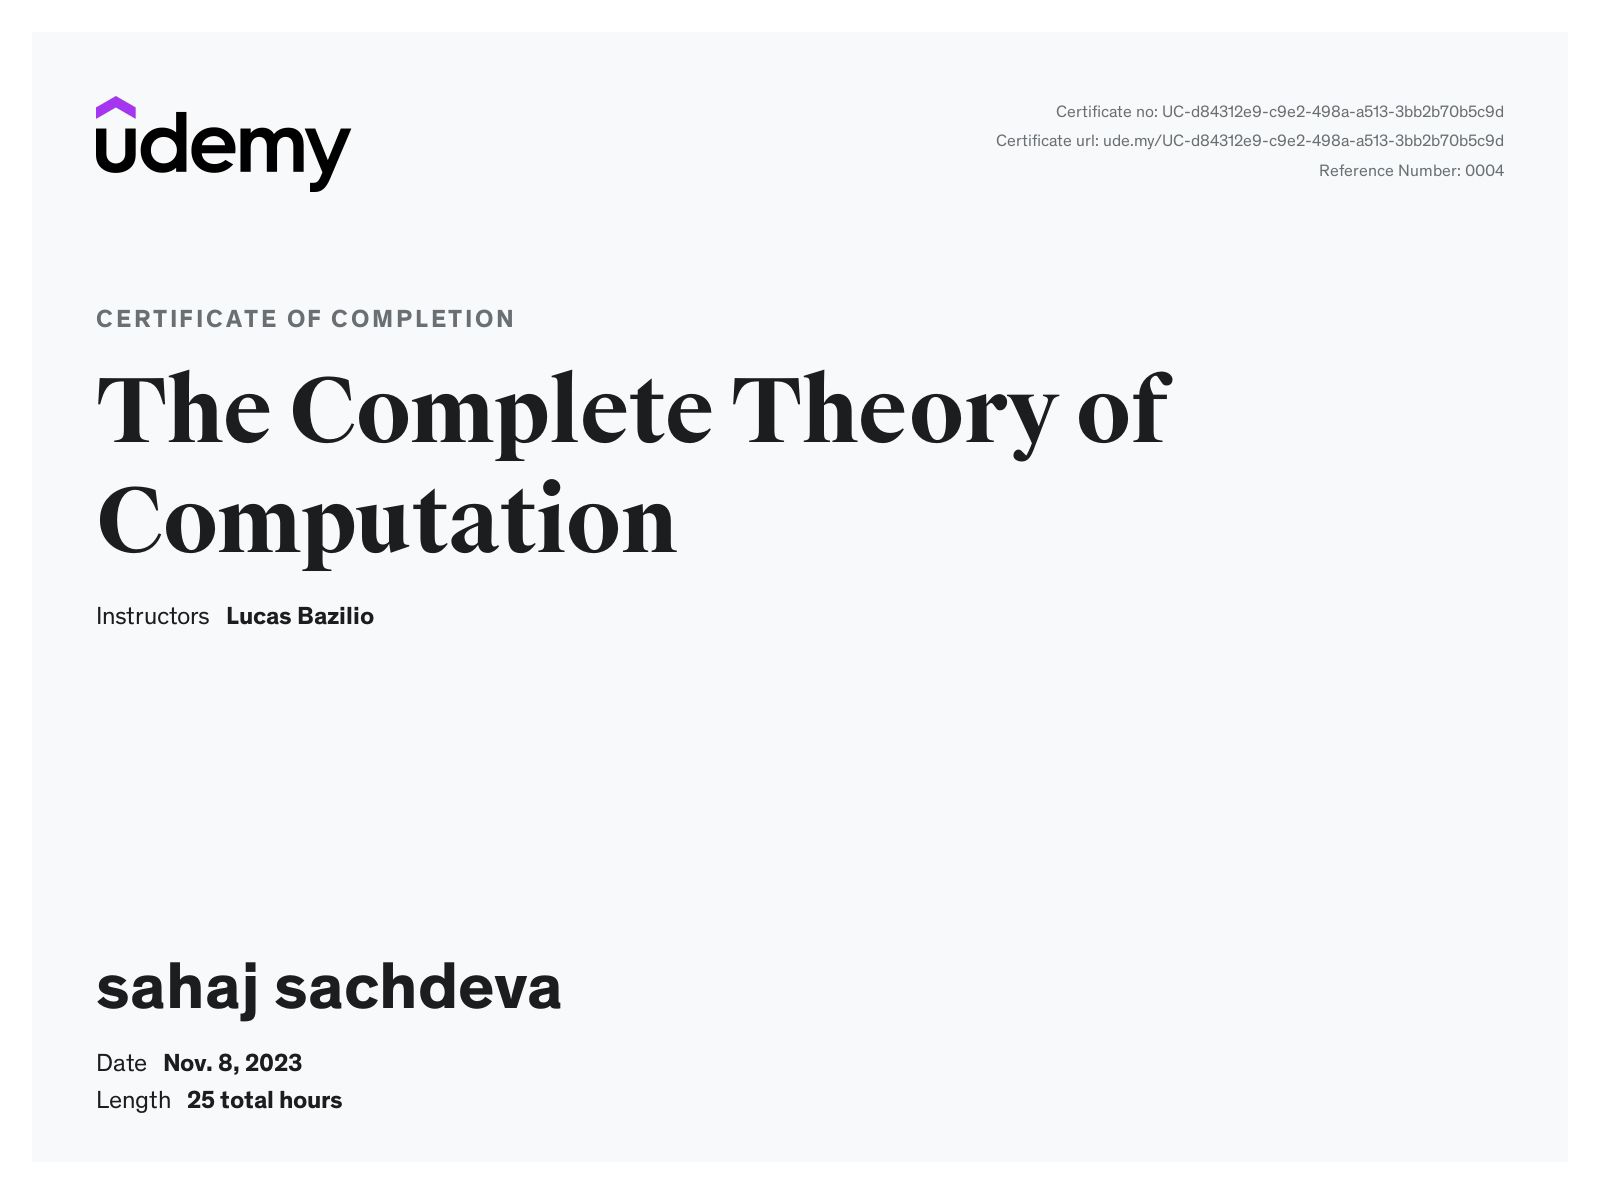 udemy
Certificate no: UC-d84312e9-c9e2-498a-a513-3bb2b70b5c9d
Certificate url: ude.my/UC-d84312e9-c9e2-498a-a513-3bb2b70b5c9d
Reference Number: 0004
CERTIFICATE OF COMPLETION
The Complete Theory of
Computation
Instructors Lucas Bazilio
sahaj sachdeva
Date Nov. 8, 2023
Length 25 total hours